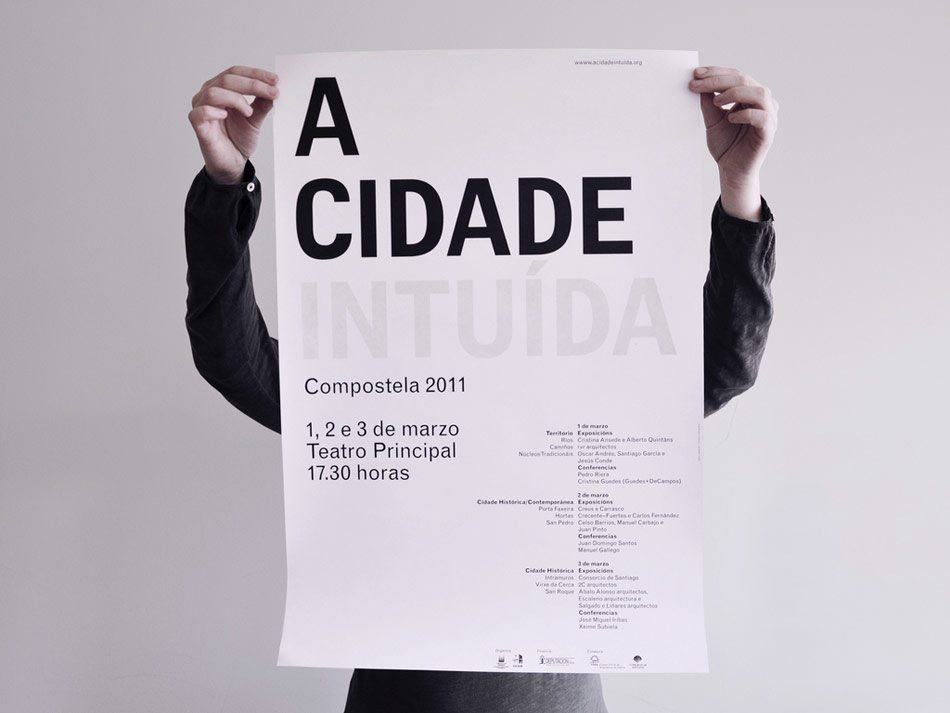 wwww.acidadeintuida.org
A
CIDADE
INTUÍDA
Compostela 2011
1, 2 e 3 de marzo
Teatro Principal
17.30 horas
1 de marzo
Territorio Exposicións
Ríos Cristina Ansede e Alberto Quintáns
Camiños rvr arquitectos
Núcleos Tradicionáis Oscar Andrés, Santiago García e
Jesús Conde
Conferencias
Pedro Riera
Cristina Guedes (Guedes+DeCampos)
2 de marzo
Cidade Histórica/Contemporánea Exposicións
Porta Faxeira Creus e Carrasco
Hortas Crecente-Fuertes e Carlos Fernández
San Pedro Celso Barrios, Manuel Carbajo e
Juan Pinto
Conferencias
Juan Domingo Santos
Manuel Gallego
3 de marzo
Cidade Histórica Exposicións
Intramuros Consorcio de Santiago
Virxe da Cerca 2C arquitectos
San Roque Abalo Alonso arquitectos,
Escaleno arquitectura e
Salgado e Liñares arquitectos
Conferencias
José Miguel Iribas
Xaime Subiela
DEPUTACIÓN